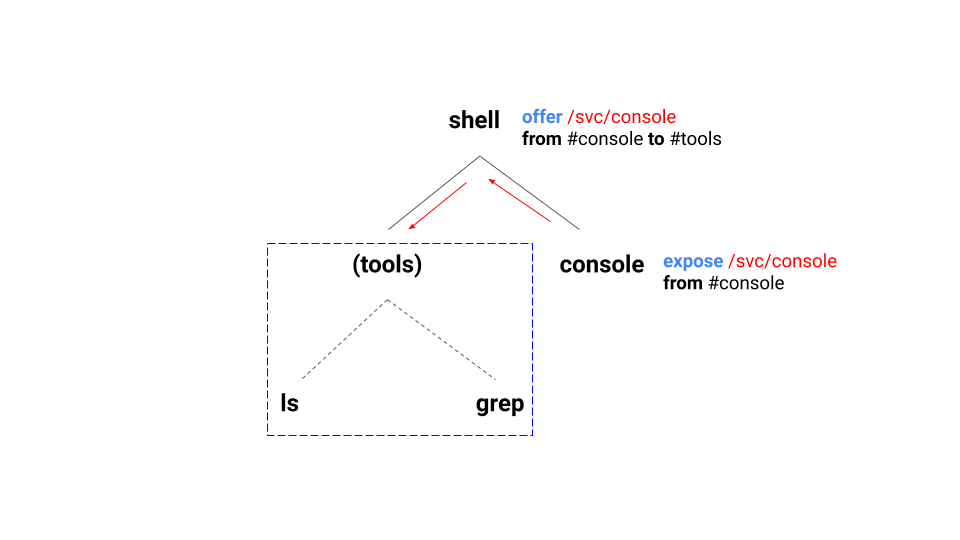 shell
offer /svc/console
from #console to #tools
(tools)
console
expose /svc/console
from #console
ls
grep